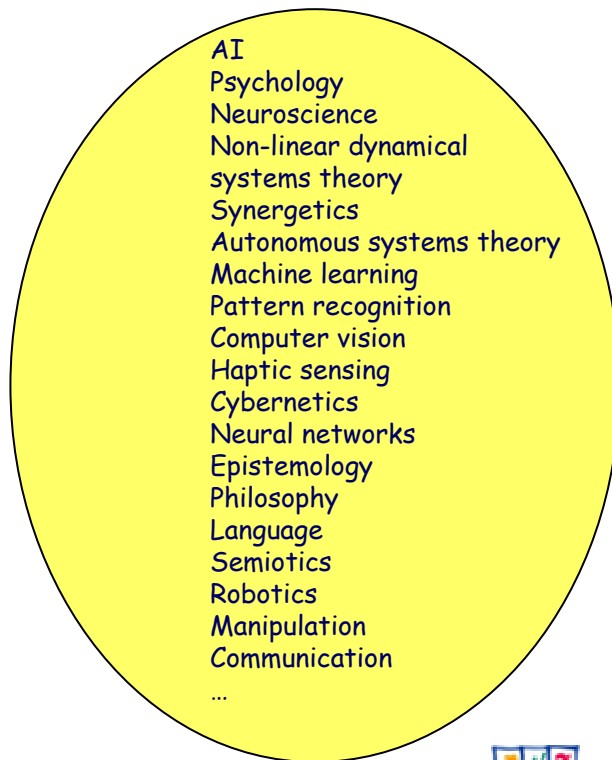 AI
Psychology
Neuroscience
Non-linear dynamical
systems theory
Synergetics
Autonomous systems theory
Machine learning
Pattern recognition
Computer vision
Haptic sensing
Cybernetics
Neural networks
Epistemology
Philosophy
Language
Semiotics
Robotics
Manipulation
Communication
…